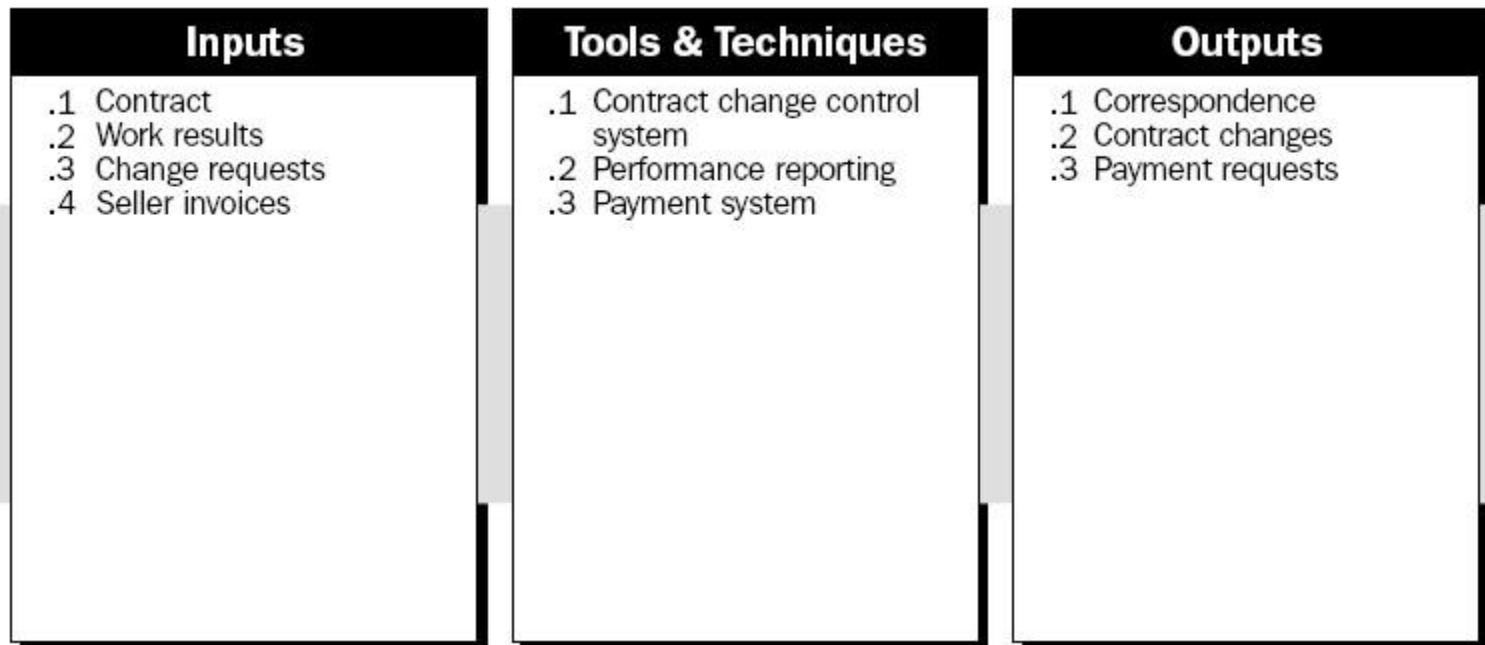 Inputs
.1 Contract
.2 Work results
.3 Change requests
.4 Seller invoices
Tools & Techniques
.1 Contract change control
system
.2 Performance reporting
.3 Payment system
Outputs
.1 Correspondence
.2 Contract changes
.3 Payment requests